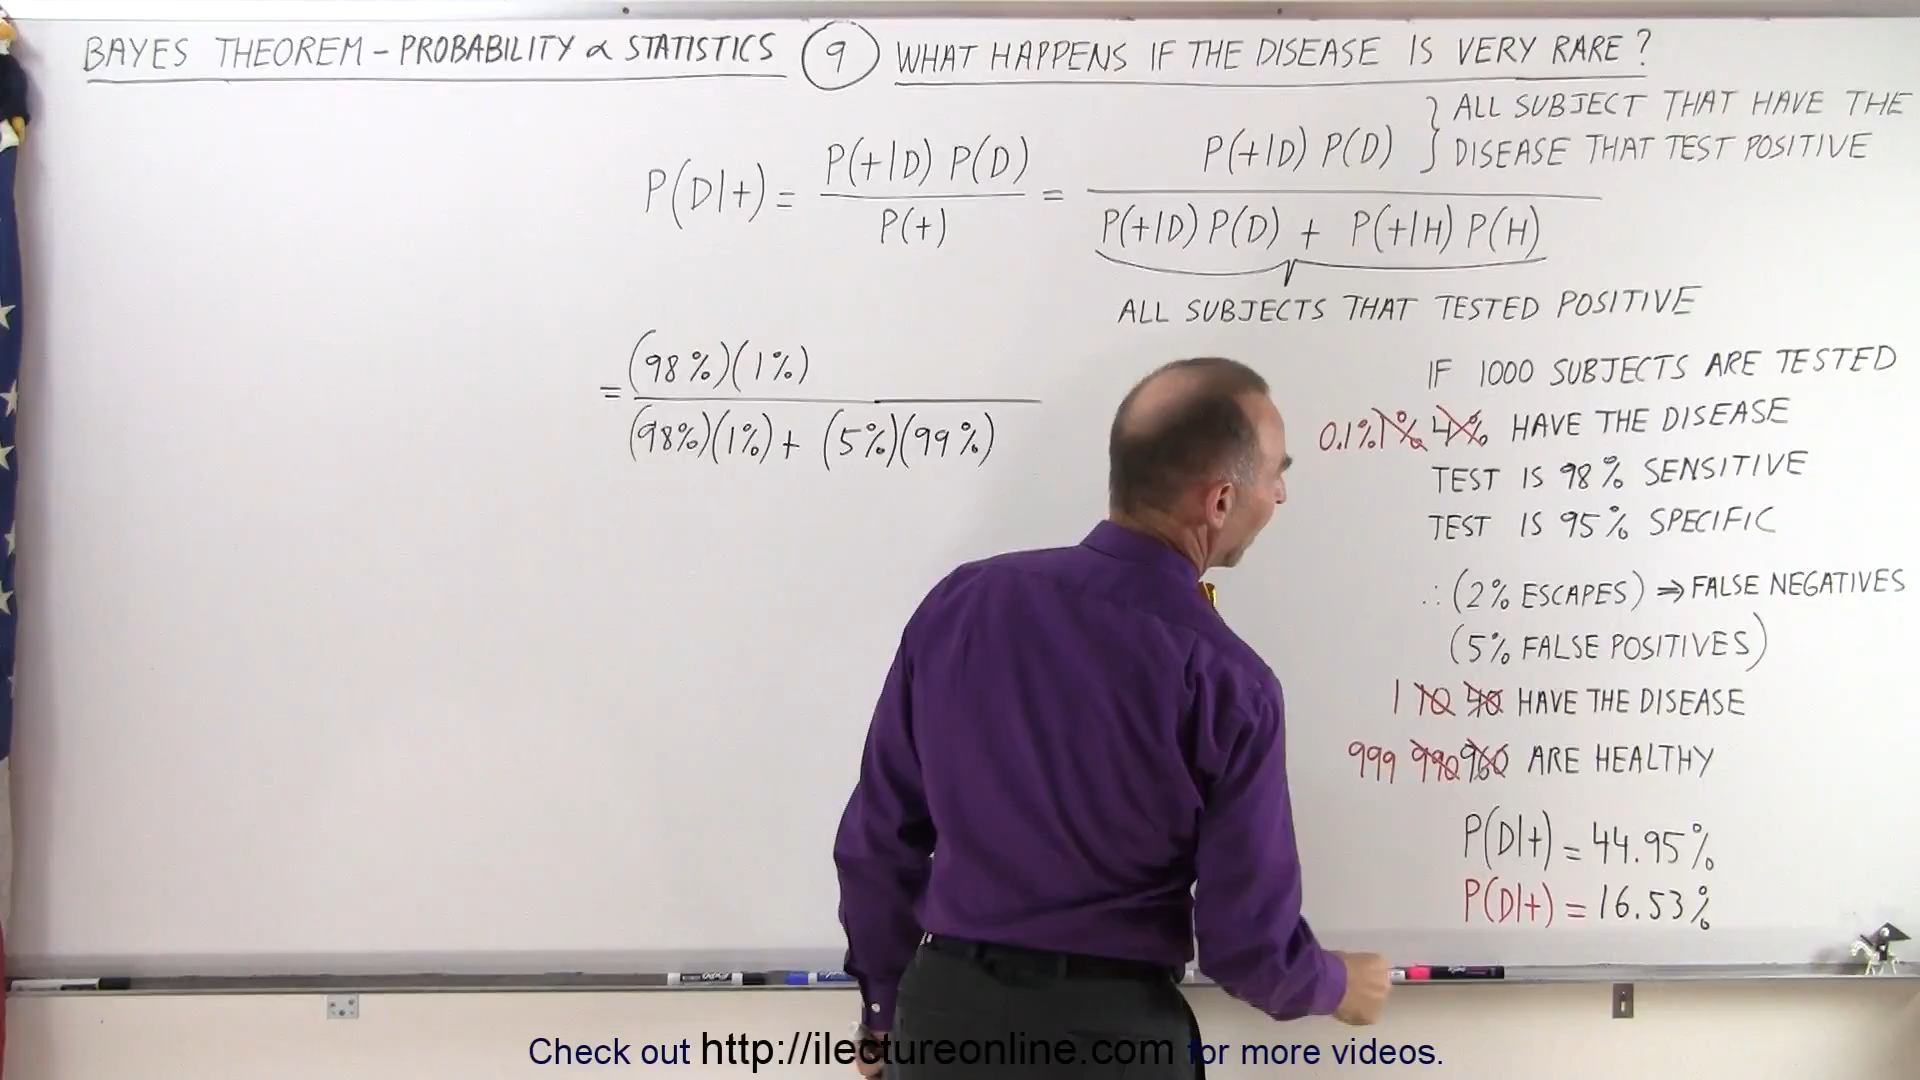 BAYES THEOREM - PROBABILITY & STATISTICS 9 WHAT HAPPENS IF THE DISEASE IS VERY RARE?
P(D|+) = P(+|D) P(D) / P(+) = P(+|D) P(D) / P(+|D) P(D) + P(+|H) P(H)
} ALL SUBJECT THAT HAVE THE
DISEASE THAT TEST POSITIVE
ALL SUBJECTS THAT TESTED POSITIVE
= (98%)(1%)
(98%)(1%) + (5%)(99%)
IF 1000 SUBJECTS ARE TESTED
0.1% 1% 4% HAVE THE DISEASE
TEST IS 98% SENSITIVE
TEST IS 95% SPECIFIC
∴ (2% ESCAPES) ⇒ FALSE NEGATIVES
(5% FALSE POSITIVES)
1 10 40 HAVE THE DISEASE
999 990 960 ARE HEALTHY
P(D|+) = 44.95%
P(D|+) = 16.53%
Check out http://ilectureonline.com for more videos.